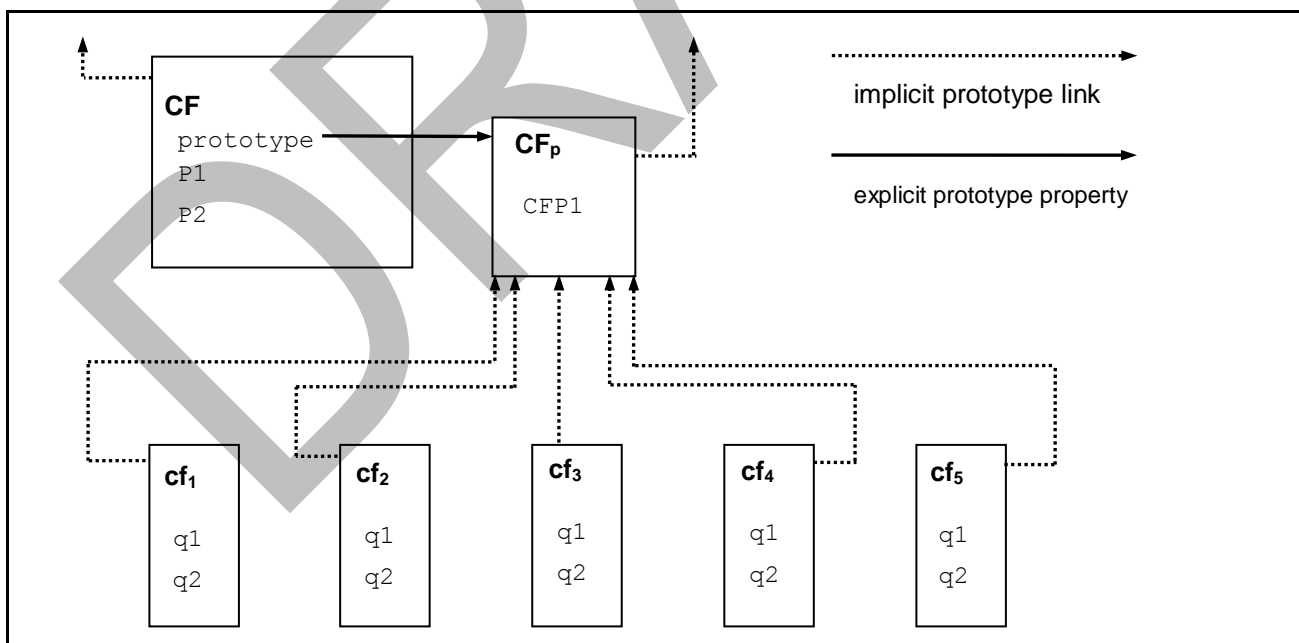 CF
prototype
P1
P2
CFp
CFP1
implicit prototype link
explicit prototype property
cf1
q1
q2
cf2
q1
q2
cf3
q1
q2
cf4
q1
q2
cf5
q1
q2